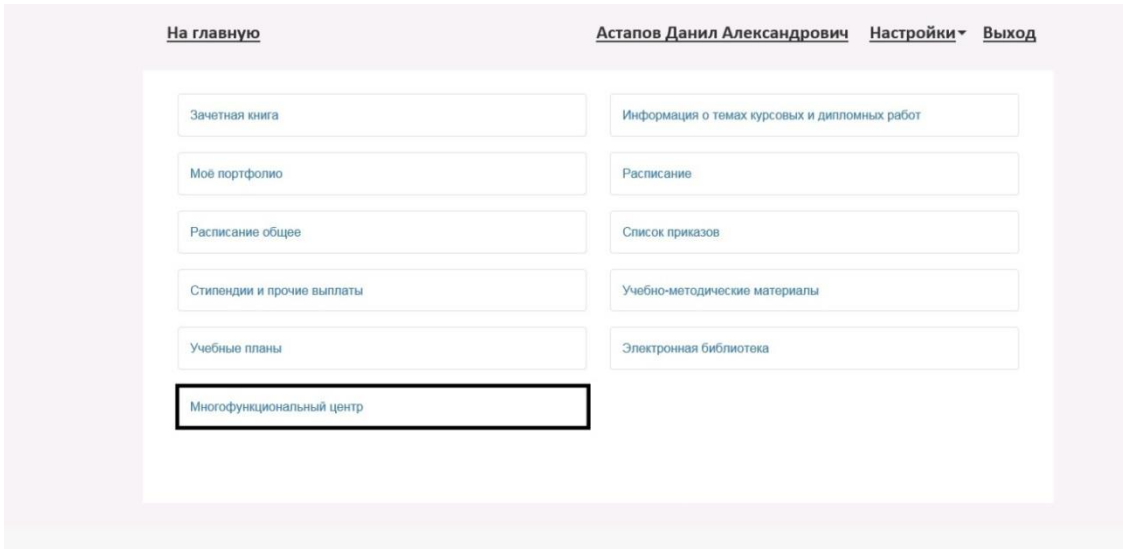 На главную Астапов Данил Александрович Настройки Выход
Зачетная книга Информация о темах курсовых и дипломных работ
Моё портфолио Расписание
Расписание общее Список приказов
Стипендии и прочие выплаты Учебно-методические материалы
Учебные планы Электронная библиотека
Многофункциональный центр